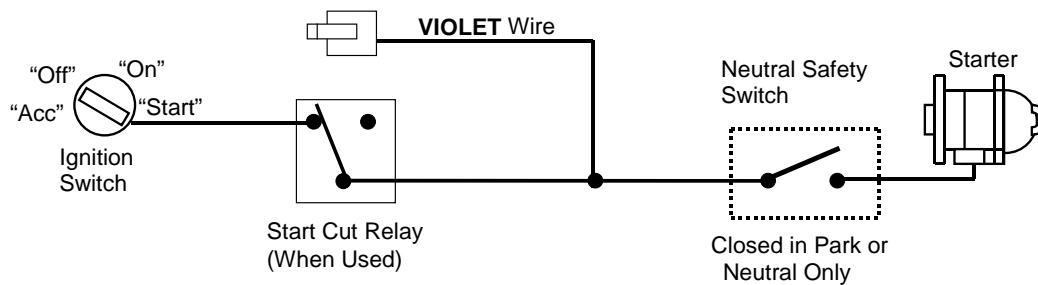 VIOLET Wire
“Off”
“On”
“Acc”
“Start”
Ignition
Switch
Start Cut Relay
(When Used)
Neutral Safety
Switch
Closed in Park or
Neutral Only
Starter